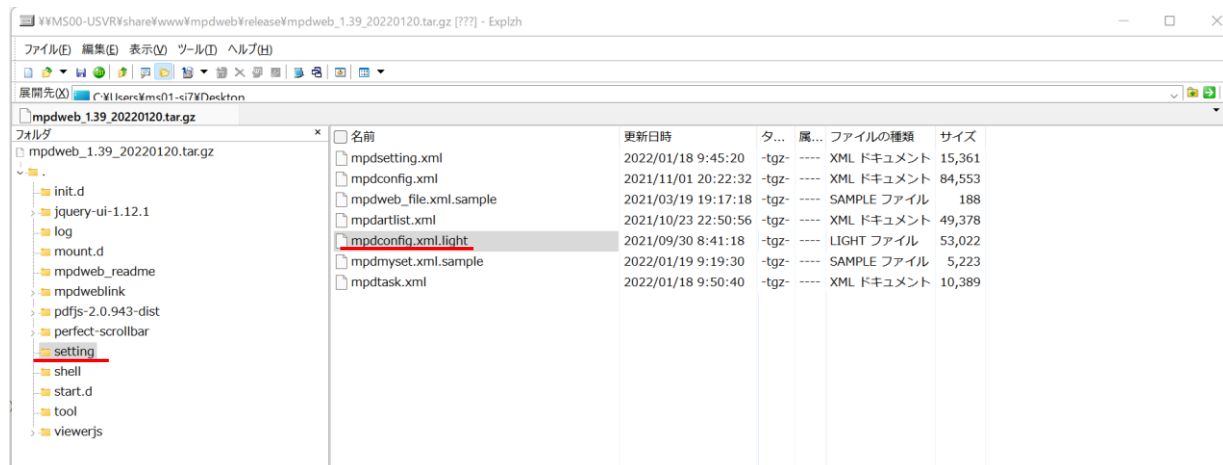 ¥¥MS00-USVR¥share¥www¥mpdweb¥release¥mpdweb_1.39_20220120.tar.gz [???] - Explzh
ファイル(F) 編集(E) 表示(V) ツール(T) ヘルプ(H)
展開先(X) C:¥Users¥ms01-si7¥Desktop
mpdweb_1.39_20220120.tar.gz
フォルダ
mpdweb_1.39_20220120.tar.gz
.
init.d
jquery-ui-1.12.1
log
mount.d
mpdweb_readme
mpdweblink
pdfjs-2.0.943-dist
perfect-scrollbar
setting
shell
start.d
tool
viewerjs
名前 更新日時 タ... 属... ファイルの種類 サイズ
mpdsetting.xml 2022/01/18 9:45:20 -tgz- ---- XML ドキュメント 15,361
mpdconfig.xml 2021/11/01 20:22:32 -tgz- ---- XML ドキュメント 84,553
mpdweb_file.xml.sample 2021/03/19 19:17:18 -tgz- ---- SAMPLE ファイル 188
mpdartlist.xml 2021/10/23 22:50:56 -tgz- ---- XML ドキュメント 49,378
mpdconfig.xml.light 2021/09/30 8:41:18 -tgz- ---- LIGHT ファイル 53,022
mpdmyset.xml.sample 2022/01/19 9:19:30 -tgz- ---- SAMPLE ファイル 5,223
mpdtask.xml 2022/01/18 9:50:40 -tgz- ---- XML ドキュメント 10,389